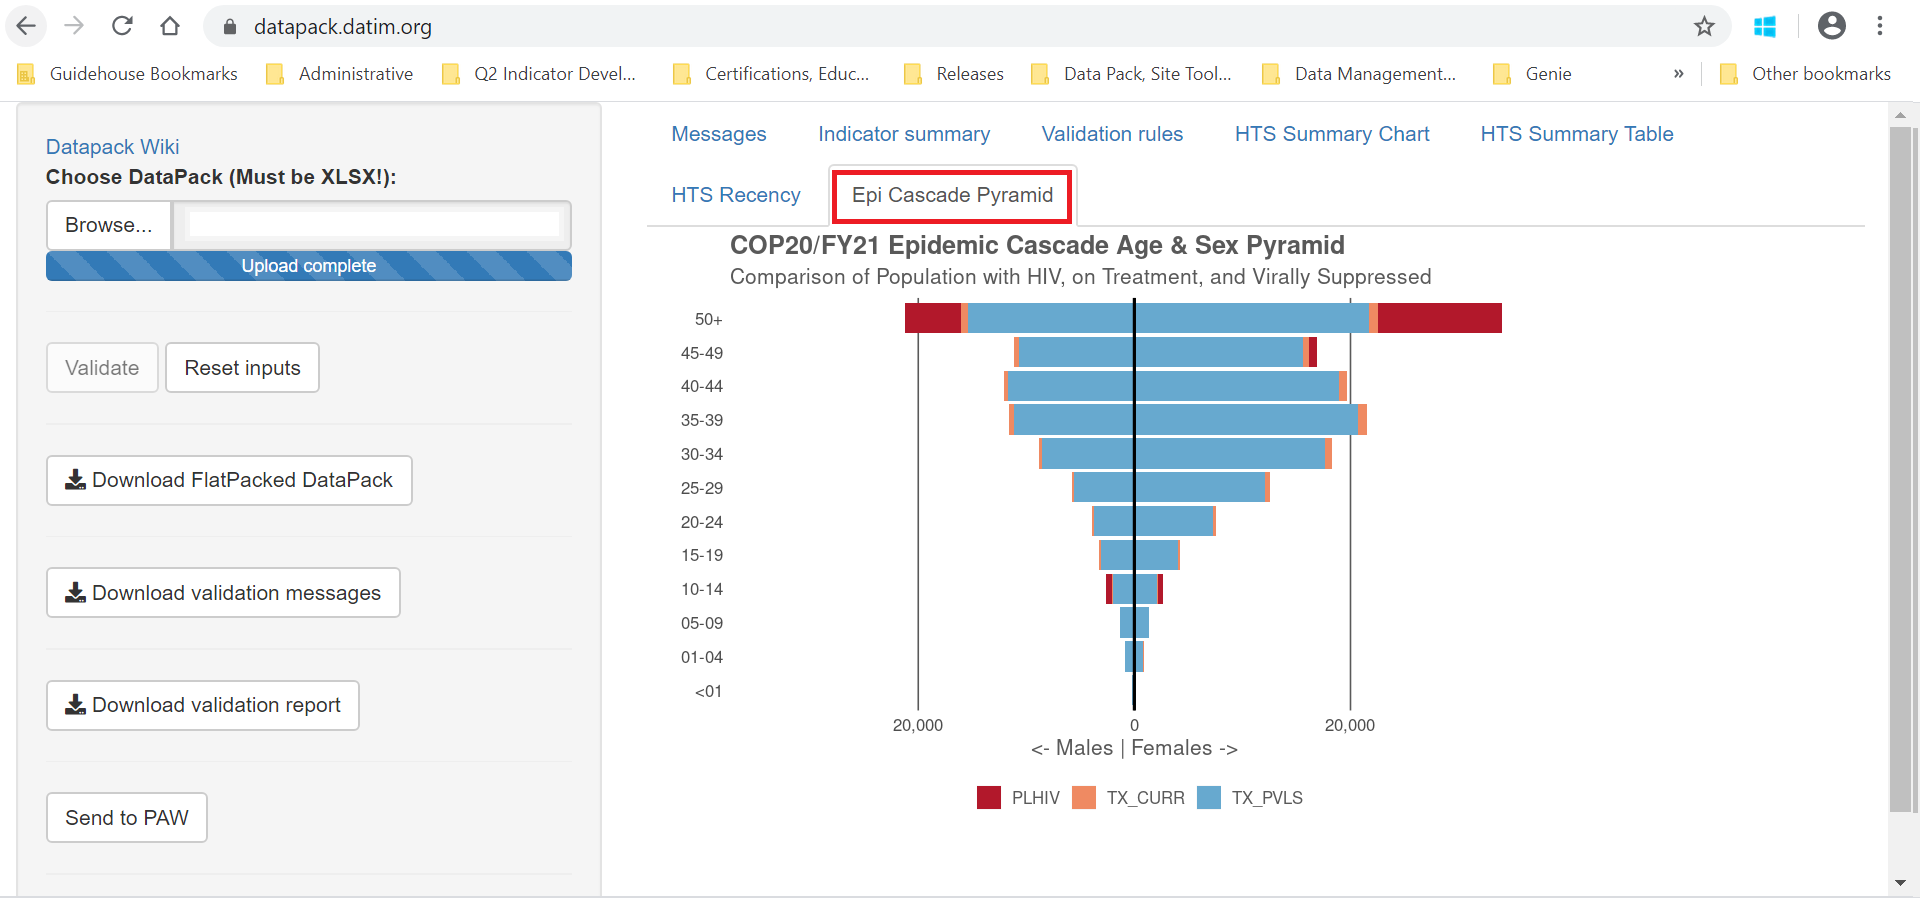 datapack.datim.org
Guidehouse Bookmarks Administrative Q2 Indicator Devel... Certifications, Educ... Releases Data Pack, Site Tool... Data Management... Genie » Other bookmarks
Datapack Wiki
Choose DataPack (Must be XLSX!):
Browse...
Upload complete
Validate Reset inputs
Download FlatPacked DataPack
Download validation messages
Download validation report
Send to PAW
Messages Indicator summary Validation rules HTS Summary Chart HTS Summary Table
HTS Recency Epi Cascade Pyramid
COP20/FY21 Epidemic Cascade Age & Sex Pyramid
Comparison of Population with HIV, on Treatment, and Virally Suppressed
50+
45-49
40-44
35-39
30-34
25-29
20-24
15-19
10-14
05-09
01-04
<01
20,000 0 20,000
<- Males | Females ->
PLHIV TX_CURR TX_PVLS